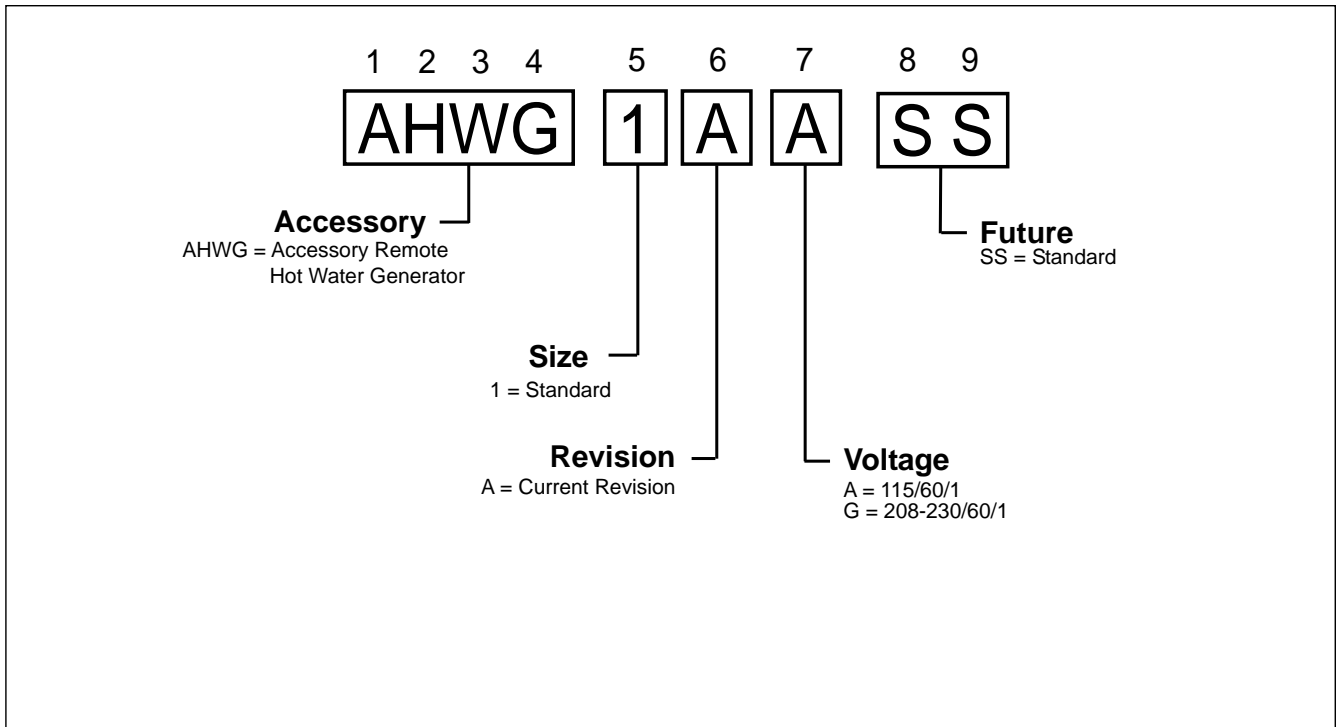 1 2 3 4 5 6 7 8 9
AHWG 1 A A S S
Accessory
AHWG = Accessory Remote
Hot Water Generator
Future
SS = Standard
Size
1 = Standard
Revision
A = Current Revision
Voltage
A = 115/60/1
G = 208-230/60/1